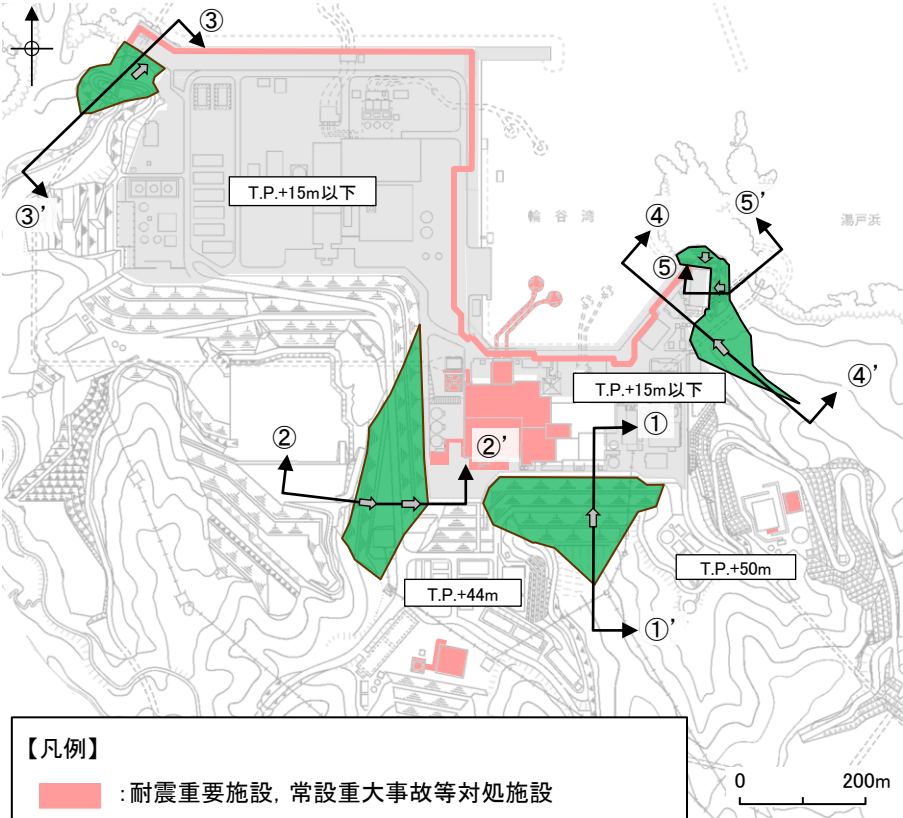 ③
③'
T.P.+15m以下
輪谷湾
④
⑤'
湯戸浜
⑤
④'
T.P.+15m以下
①
②
②'
T.P.+50m
T.P.+44m
①'
【凡例】
：耐震重要施設，常設重大事故等対処施設
0 200m